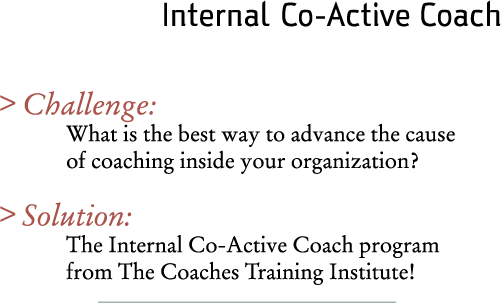 Internal Co-Active Coach
> Challenge:
What is the best way to advance the cause
of coaching inside your organization?
> Solution:
The Internal Co-Active Coach program
from The Coaches Training Institute!